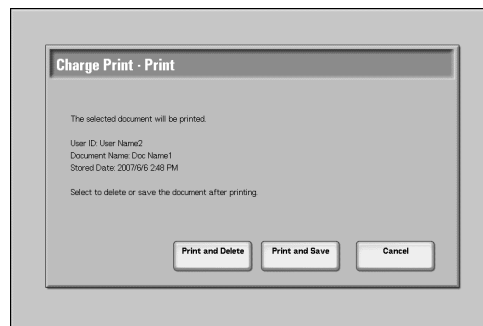 Charge Print - Print
The selected document will be printed.
User ID: User Name2
Document Name: Doc Name1
Stored Date: 2007/6/6 2:48 PM
Select to delete or save the document after printing.
Print and Delete
Print and Save
Cancel